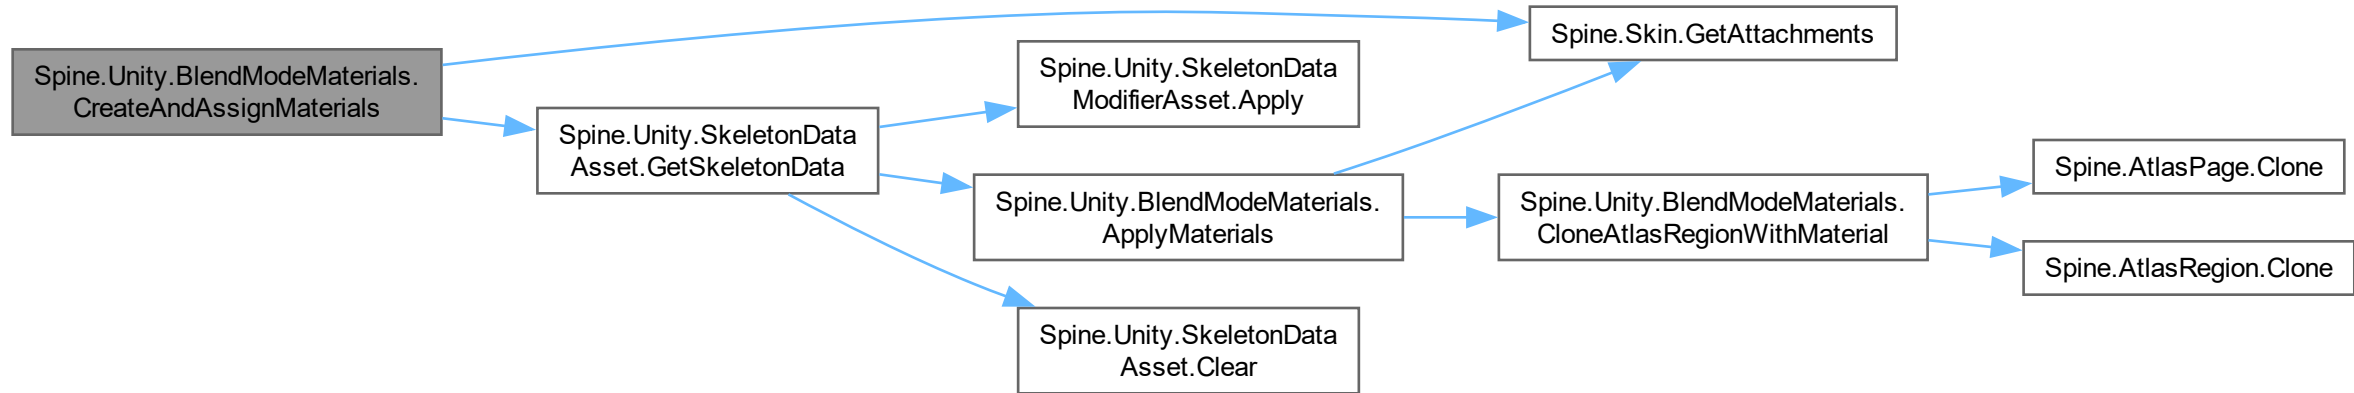 Spine.Unity.BlendModeMaterials.
CreateAndAssignMaterials
Spine.Unity.SkeletonData
Asset.GetSkeletonData
Spine.Unity.SkeletonData
ModifierAsset.Apply
Spine.Unity.BlendModeMaterials.
ApplyMaterials
Spine.Unity.SkeletonData
Asset.Clear
Spine.Skin.GetAttachments
Spine.Unity.BlendModeMaterials.
CloneAtlasRegionWithMaterial
Spine.AtlasPage.Clone
Spine.AtlasRegion.Clone